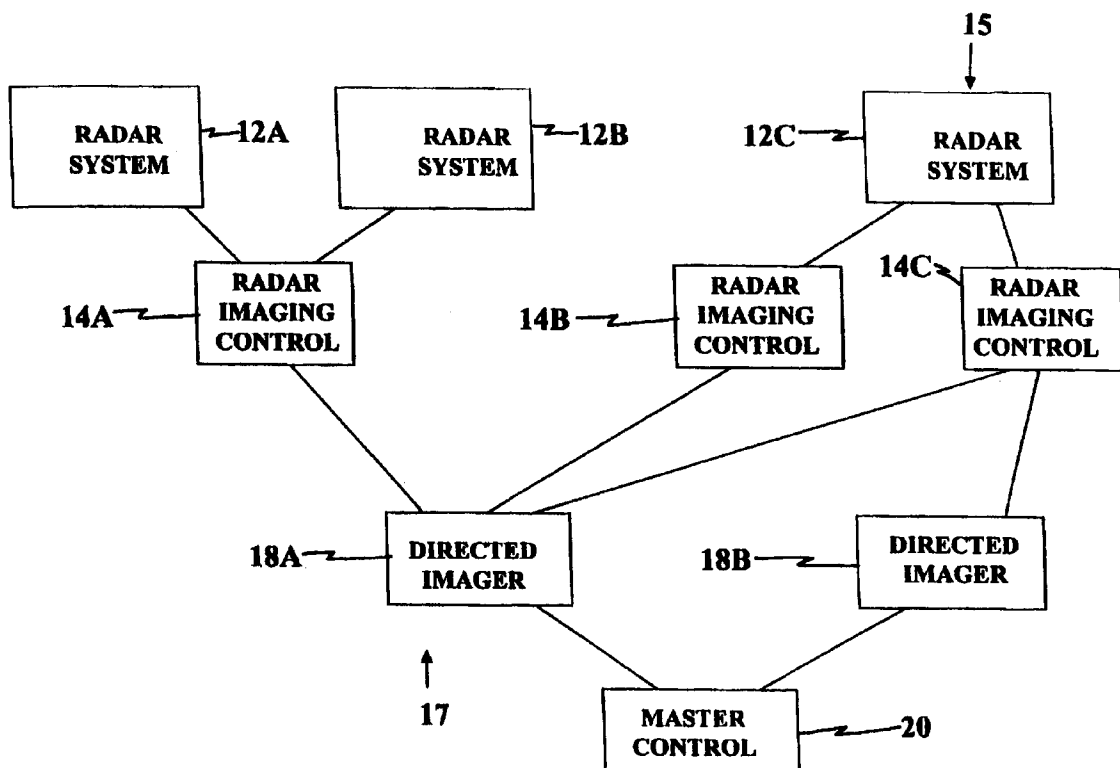 15
RADAR
SYSTEM
12A
RADAR
SYSTEM
12B
12C
RADAR
SYSTEM
14A
RADAR
IMAGING
CONTROL
14B
RADAR
IMAGING
CONTROL
14C
RADAR
IMAGING
CONTROL
18A
DIRECTED
IMAGER
18B
DIRECTED
IMAGER
17
MASTER
CONTROL
20